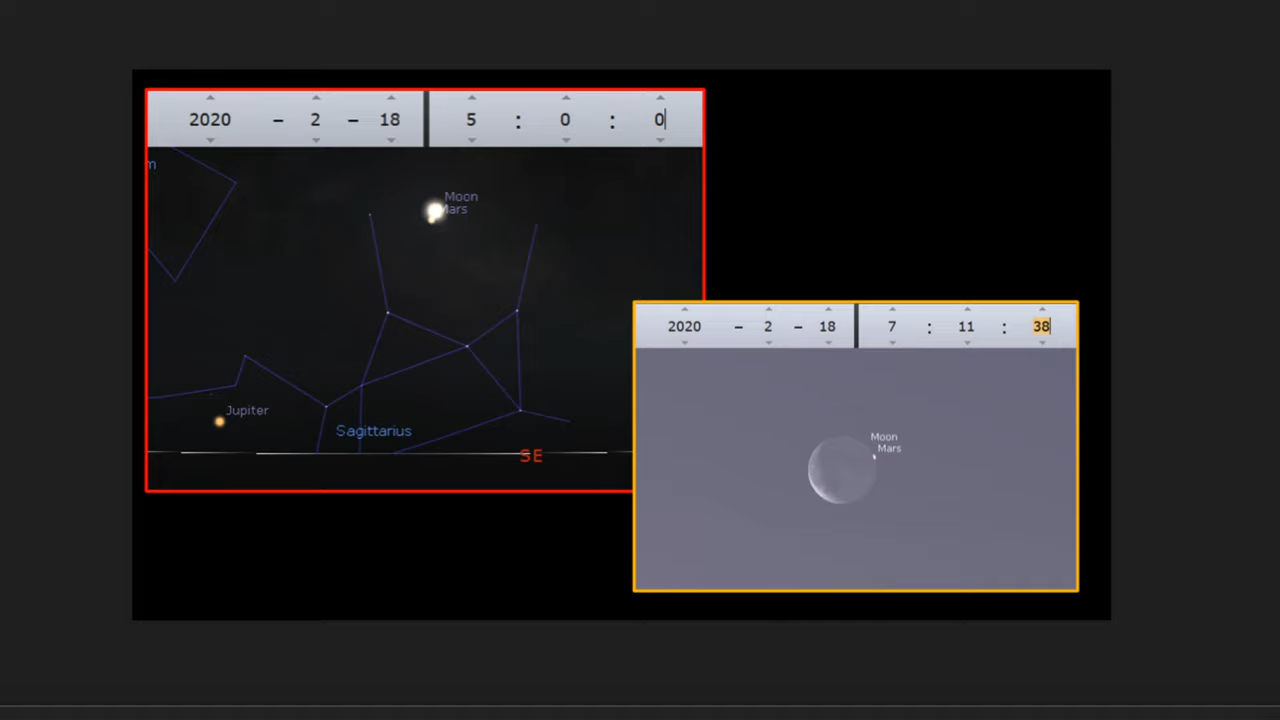 2020 - 2 - 18 5 : 0 : 0
m
Moon
Mars
Jupiter
Sagittarius
SE
2020 - 2 - 18 7 : 11 : 38
Moon
Mars